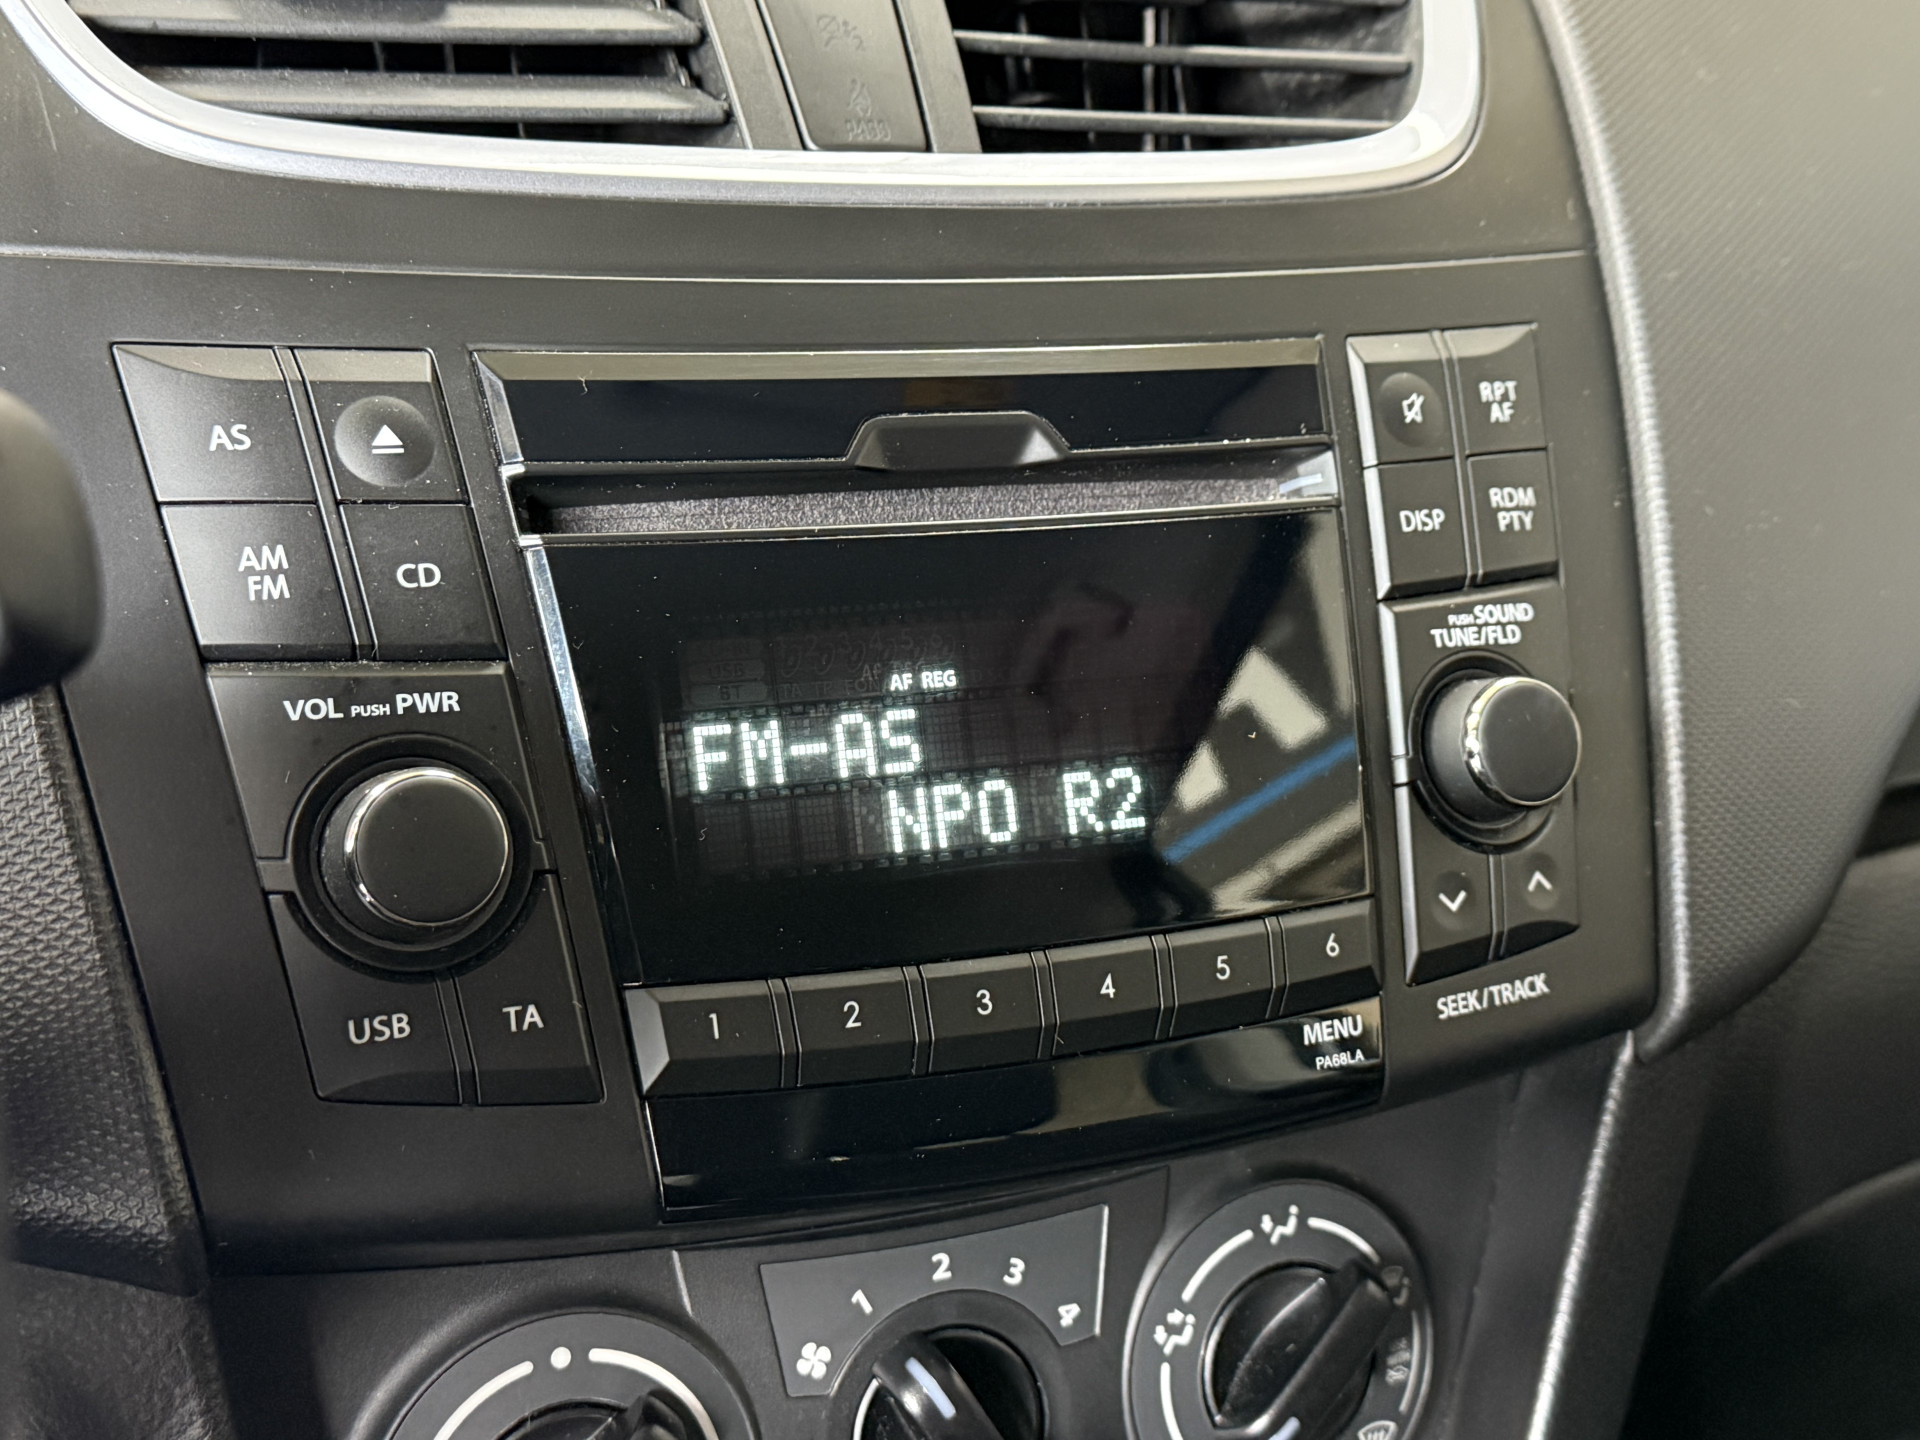 PASS
AS
AM
FM
CD
VOL PUSH PWR
USB
TA
AF REG
FM-AS
NPO R2
1
2
3
4
5
6
MENU
PA68LA
RPT
AF
DISP
RDM
PTY
PUSH SOUND
TUNE/FLD
SEEK/TRACK
1
2
3
4